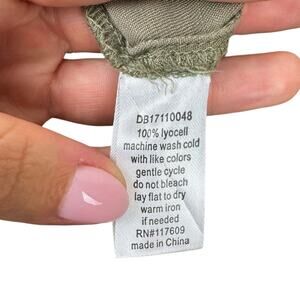 DB17110048
100% lyocell
machine wash cold
with like colors
gentle cycle
do not bleach
lay flat to dry
warm iron
if needed
RN#117609
made in China